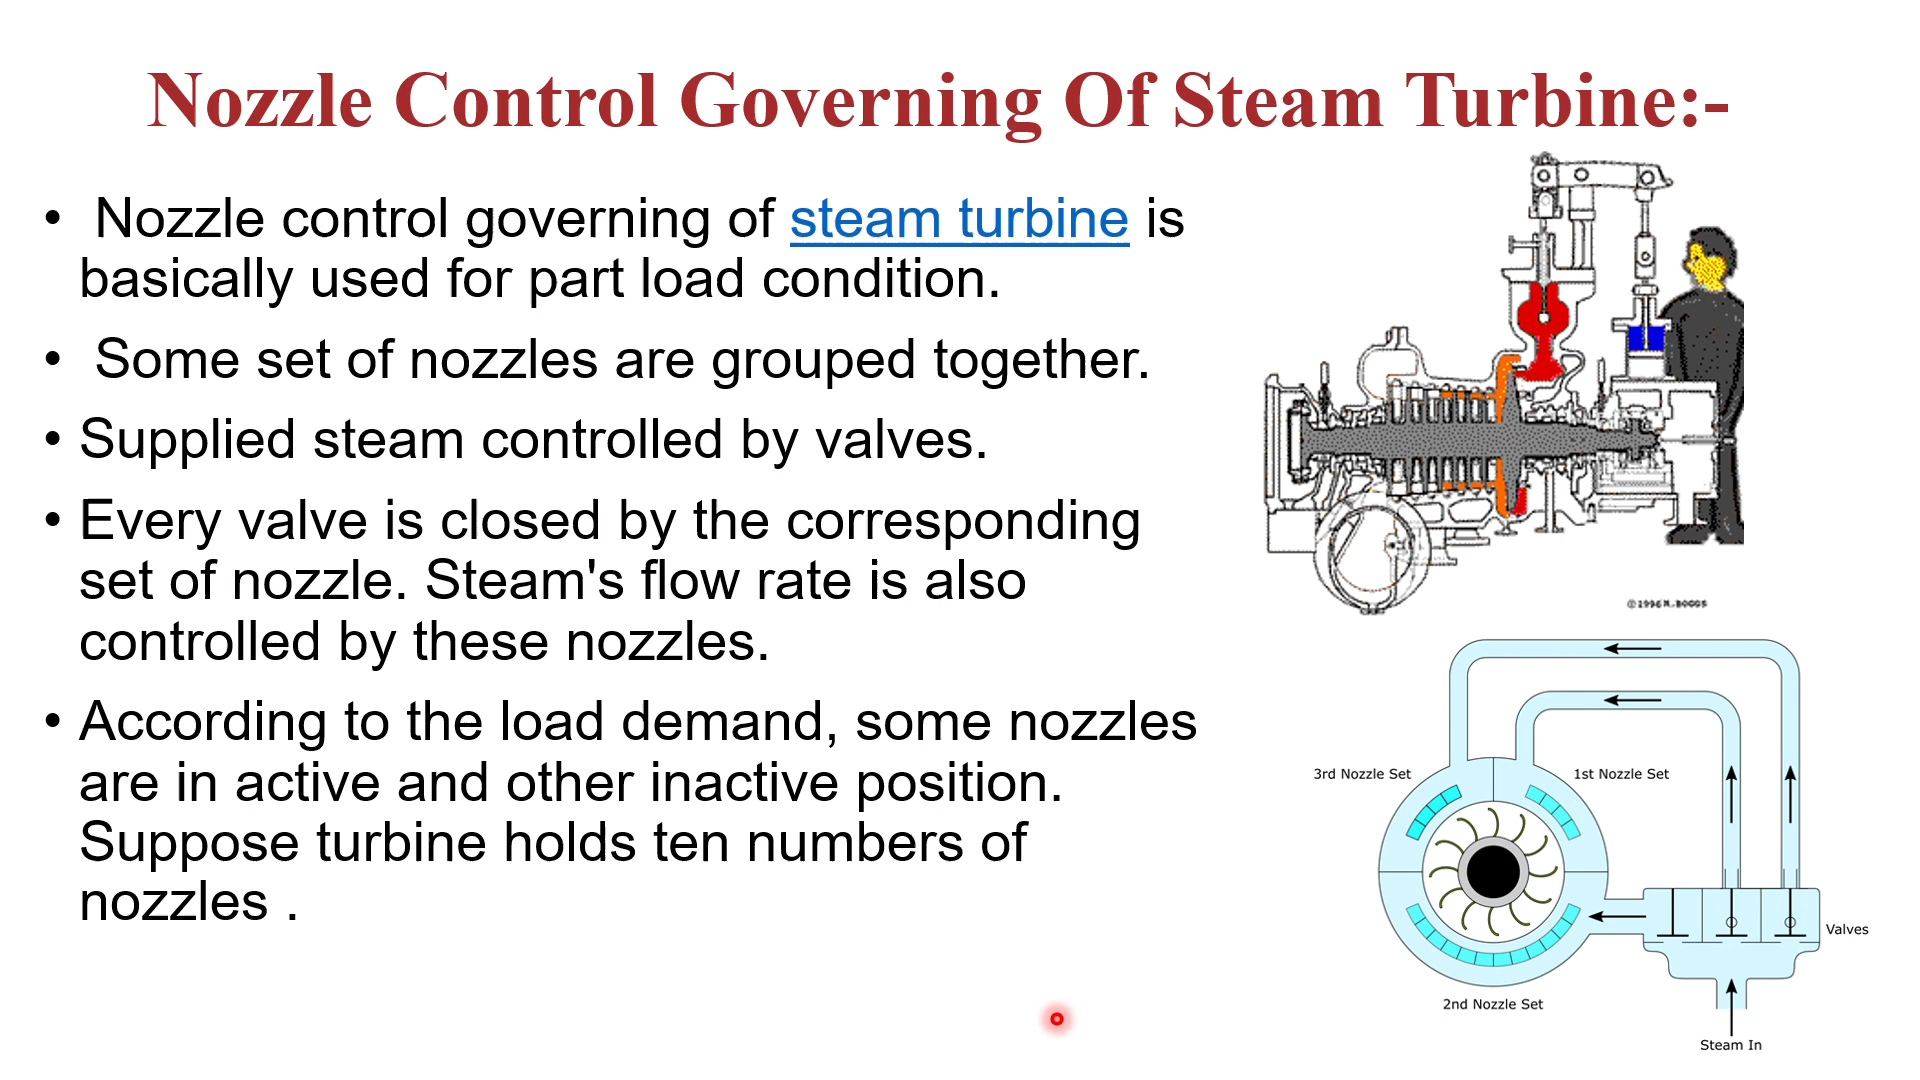 Nozzle Control Governing Of Steam Turbine:-
• Nozzle control governing of steam turbine is
basically used for part load condition.
• Some set of nozzles are grouped together.
• Supplied steam controlled by valves.
• Every valve is closed by the corresponding
set of nozzle. Steam's flow rate is also
controlled by these nozzles.
• According to the load demand, some nozzles
are in active and other inactive position.
Suppose turbine holds ten numbers of
nozzles .
©1996 M. BOGGS
3rd Nozzle Set
1st Nozzle Set
Valves
2nd Nozzle Set
Steam In